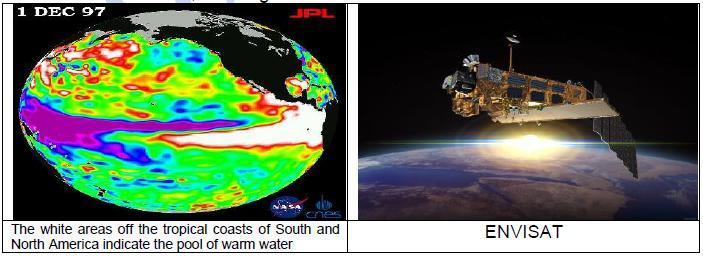 1 DEC 97
JPL
NASA
cnes
The white areas off the tropical coasts of South and
North America indicate the pool of warm water
ENVISAT